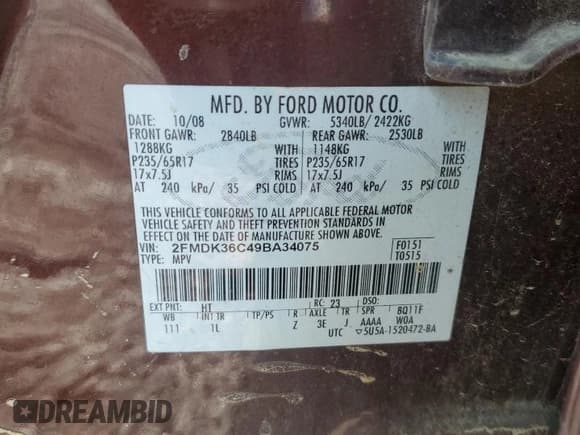 MFD. BY FORD MOTOR CO.
DATE: 10/08 GVWR: 5340LB/ 2422KG
FRONT GAWR: 2840LB REAR GAWR: 2530LB
1288KG WITH 1148KG WITH
P235/65R17 TIRES P235/65R17 TIRES
17x7.5J RIMS 17x7.5J RIMS
AT 240 kPa/ 35 PSI COLD AT 240 kPa/ 35 PSI COLD
THIS VEHICLE CONFORMS TO ALL APPLICABLE FEDERAL MOTOR
VEHICLE SAFETY AND THEFT PREVENTION STANDARDS IN
EFFECT ON THE DATE OF MANUFACTURE SHOWN ABOVE.
VIN: 2FMDK36C49BA34075 F0151
TYPE: MPV T0515
EXT PNT: HT RC: 23 DSO:
WB INT TR TP/PS R AXLE TR SPR BQ11F
111 1L Z 3E J AAAA WOA
UTC ▽5U5A-1520472-BA
DREAMBID